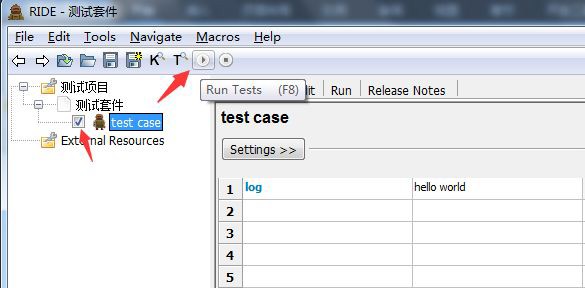 RIDE - 测试套件
File Edit Tools Navigate Macros Help
K T
测试项目
测试套件
test case
External Resources
Run Tests (F8)
it Run Release Notes
test case
Settings >>
1 log hello world
2
3
4
5